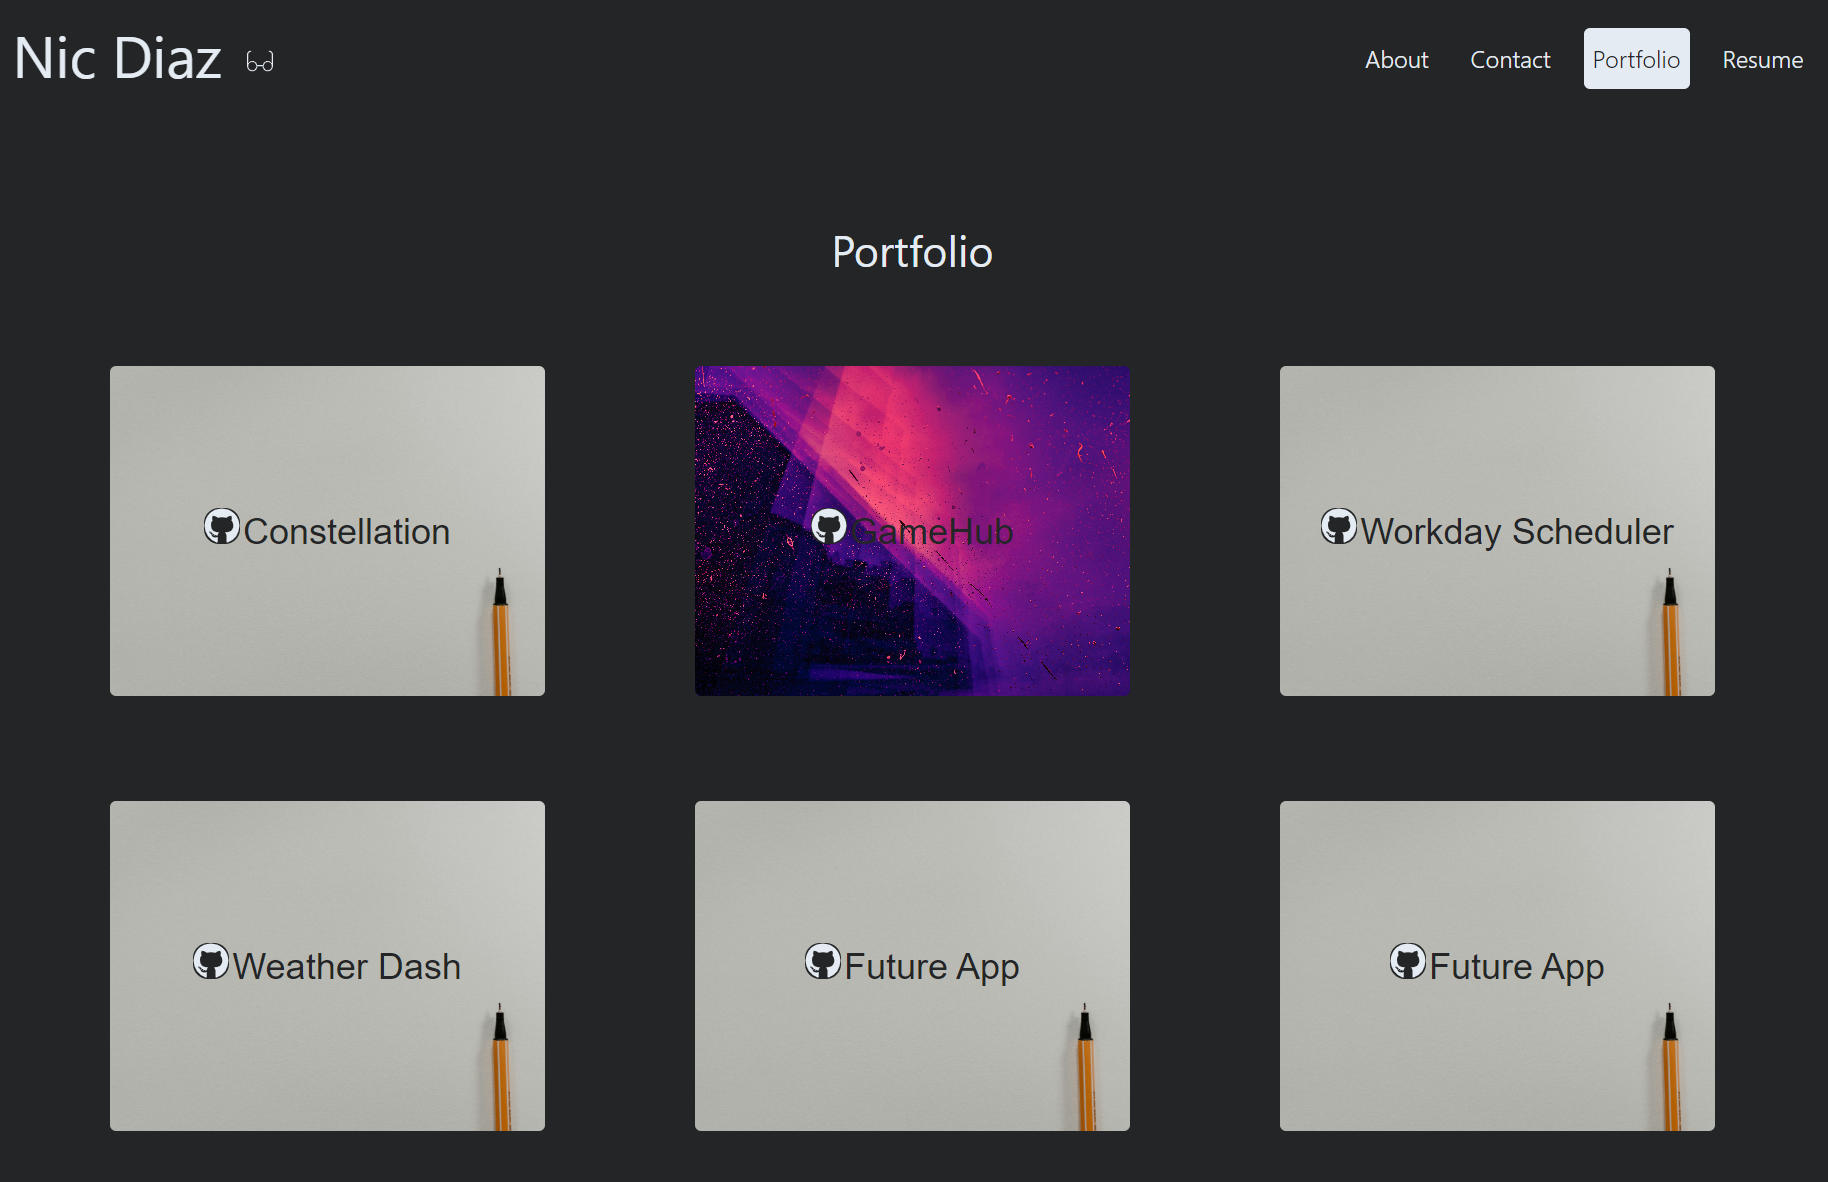 Nic Diaz
About
Contact
Portfolio
Resume
Portfolio
Constellation
GameHub
Workday Scheduler
Weather Dash
Future App
Future App